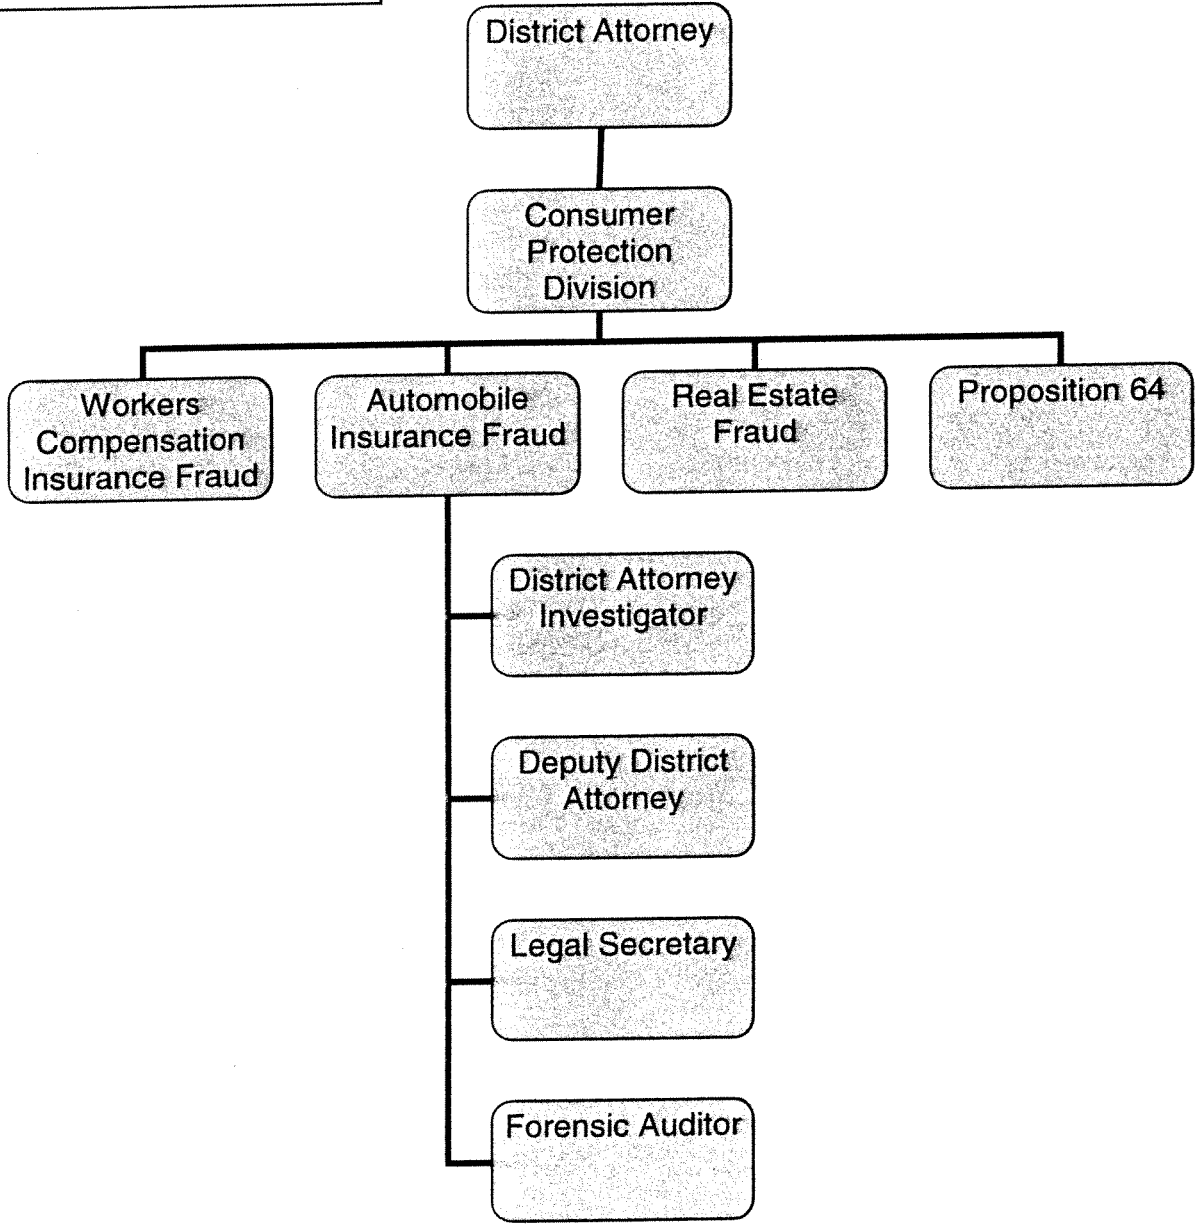 District Attorney
Consumer
Protection
Division
Workers
Compensation
Insurance Fraud
Automobile
Insurance Fraud
Real Estate
Fraud
Proposition 64
District Attorney
Investigator
Deputy District
Attorney
Legal Secretary
Forensic Auditor